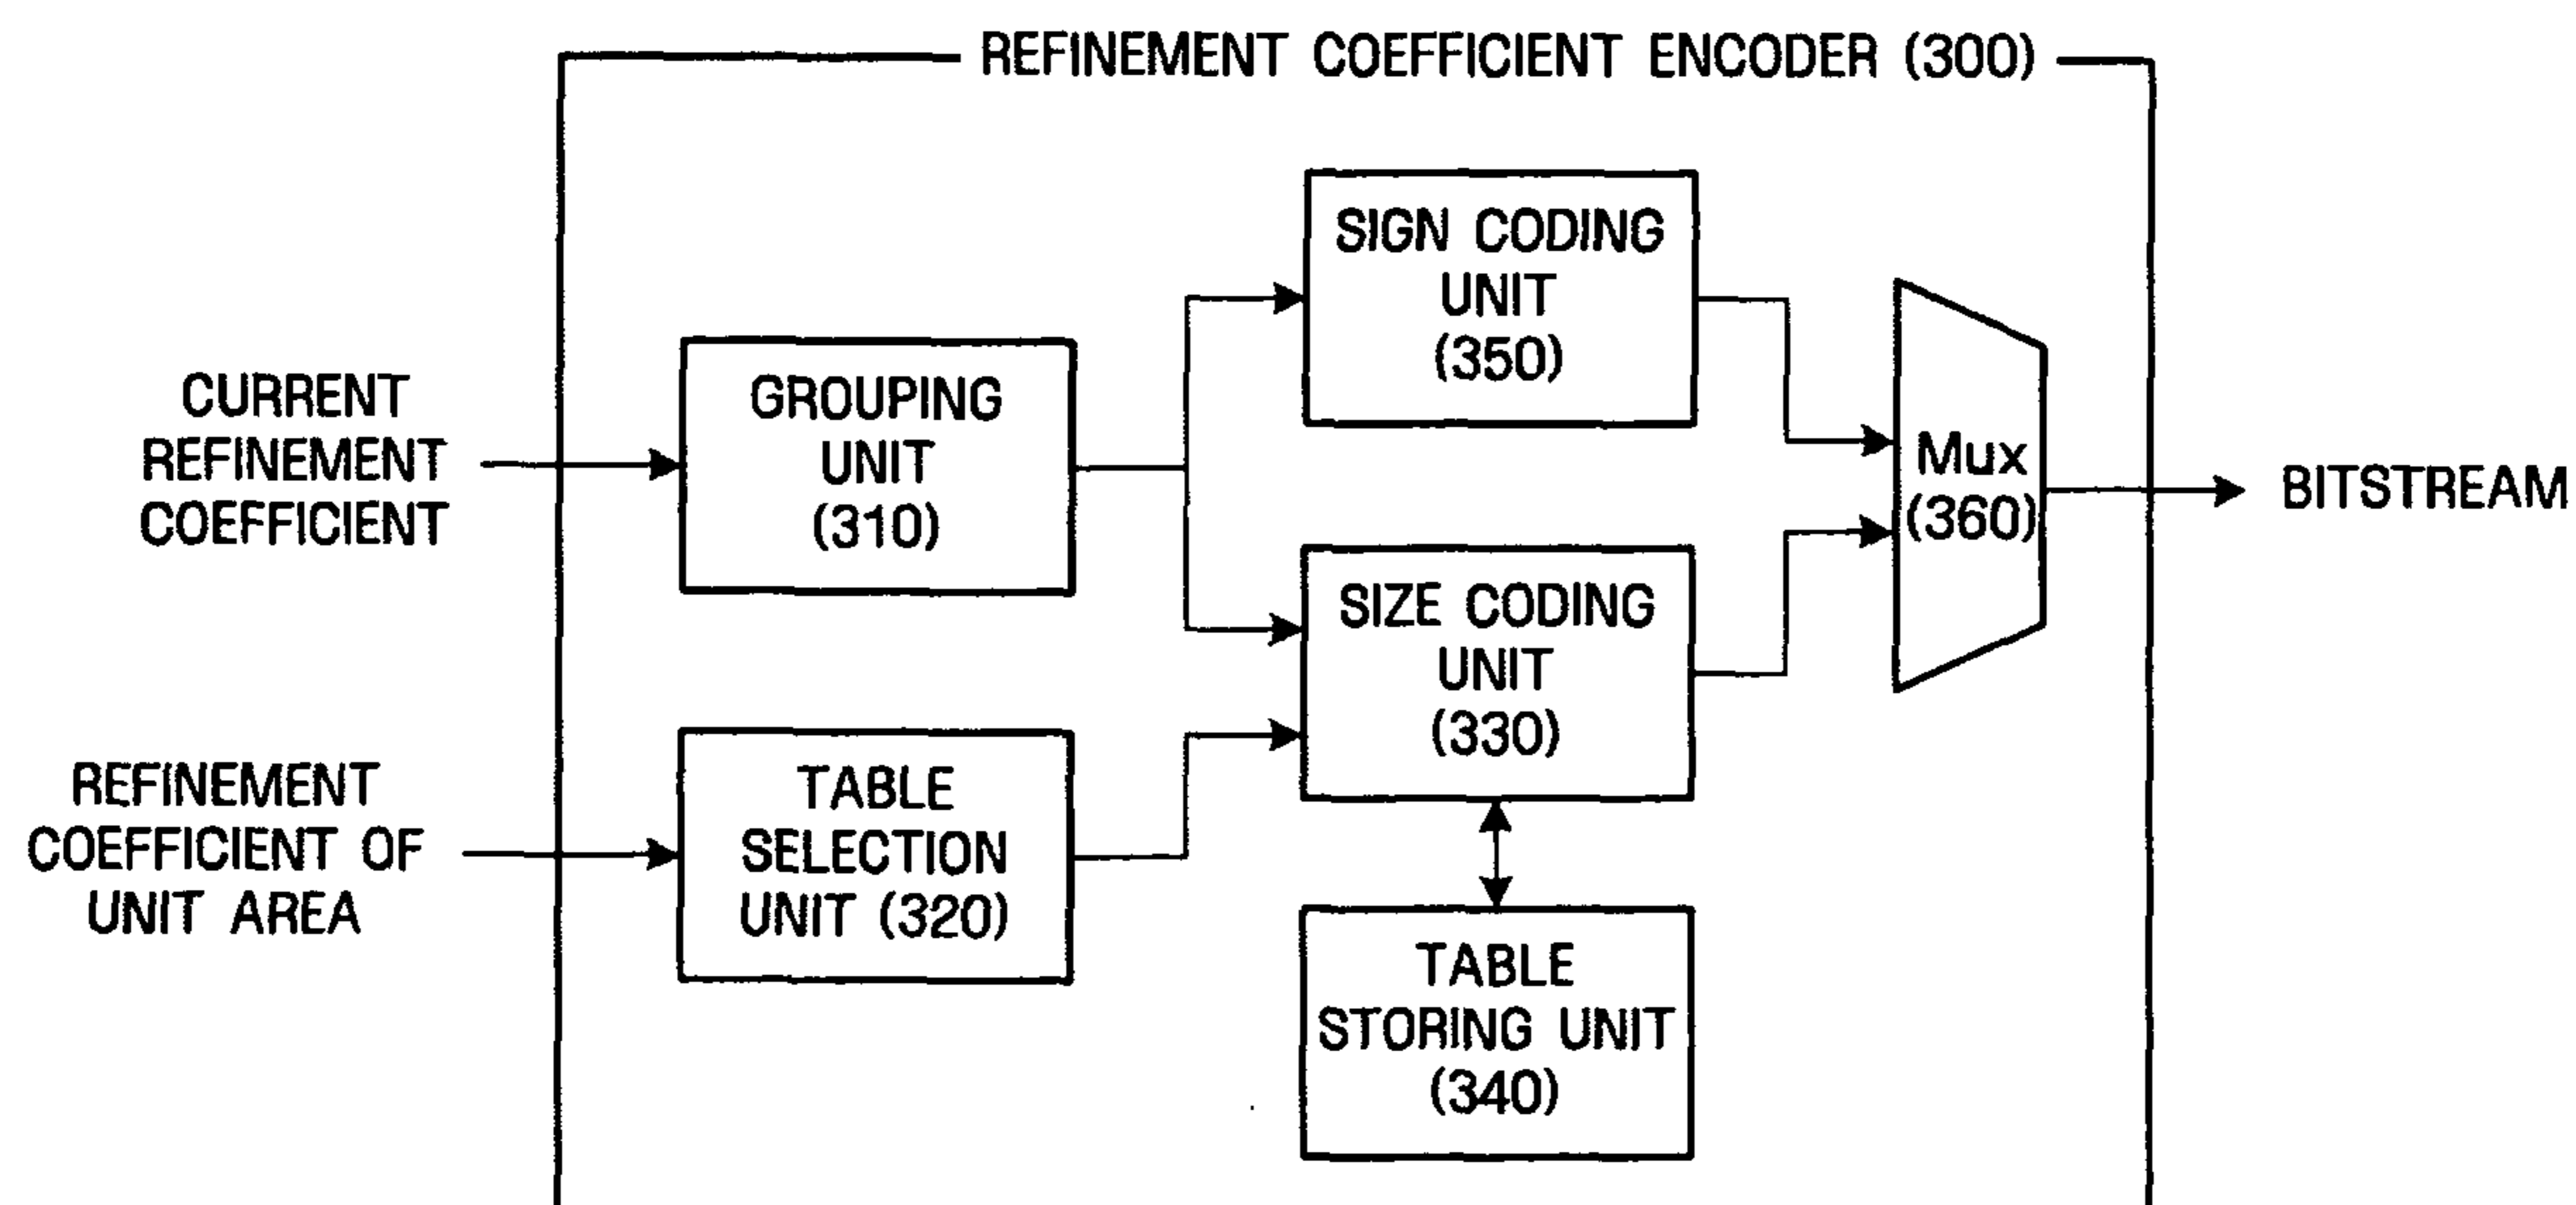 REFINEMENT COEFFICIENT ENCODER (300)
CURRENT
REFINEMENT
COEFFICIENT
GROUPING
UNIT
(310)
SIGN CODING
UNIT
(350)
Mux
(360)
BITSTREAM
SIZE CODING
UNIT
(330)
REFINEMENT
COEFFICIENT OF
UNIT AREA
TABLE
SELECTION
UNIT (320)
TABLE
STORING UNIT
(340)